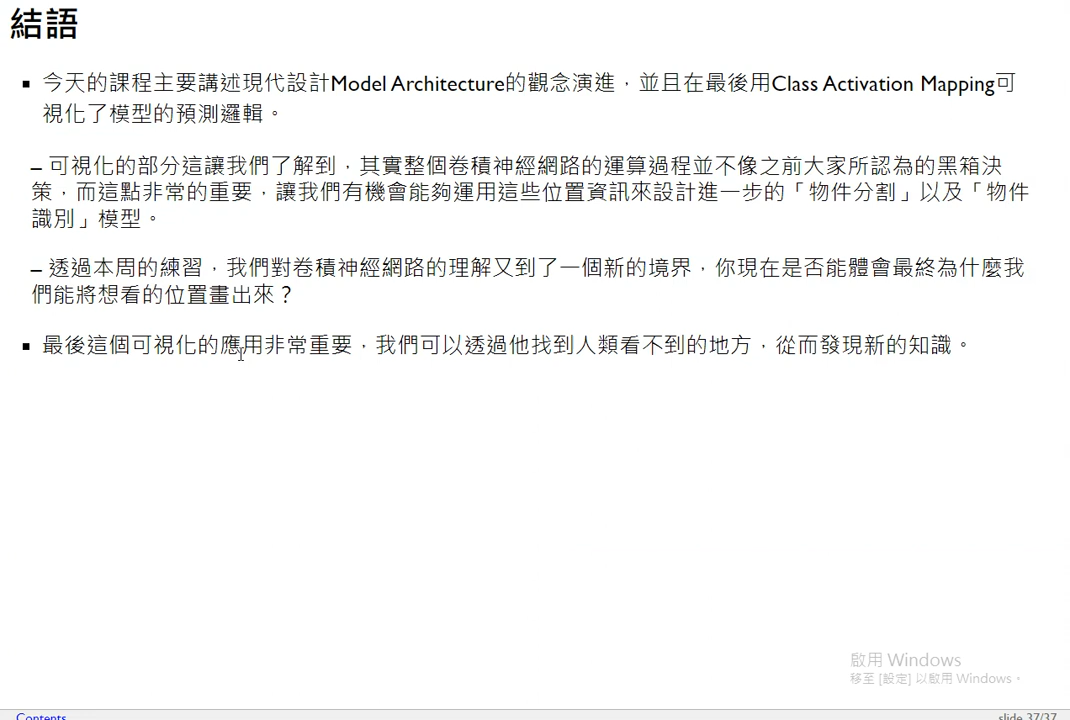 結語
▪ 今天的課程主要講述現代設計Model Architecture的觀念演進，並且在最後用Class Activation Mapping可
視化了模型的預測邏輯。
– 可視化的部分這讓我們了解到，其實整個卷積神經網路的運算過程並不像之前大家所認為的黑箱決
策，而這點非常的重要，讓我們有機會能夠運用這些位置資訊來設計進一步的「物件分割」以及「物件
識別」模型。
– 透過本周的練習，我們對卷積神經網路的理解又到了一個新的境界，你現在是否能體會最終為什麼我
們能將想看的位置畫出來？
▪ 最後這個可視化的應用非常重要，我們可以透過他找到人類看不到的地方，從而發現新的知識。
啟用 Windows
移至 [設定] 以啟用 Windows。
Contents
slide 37/37